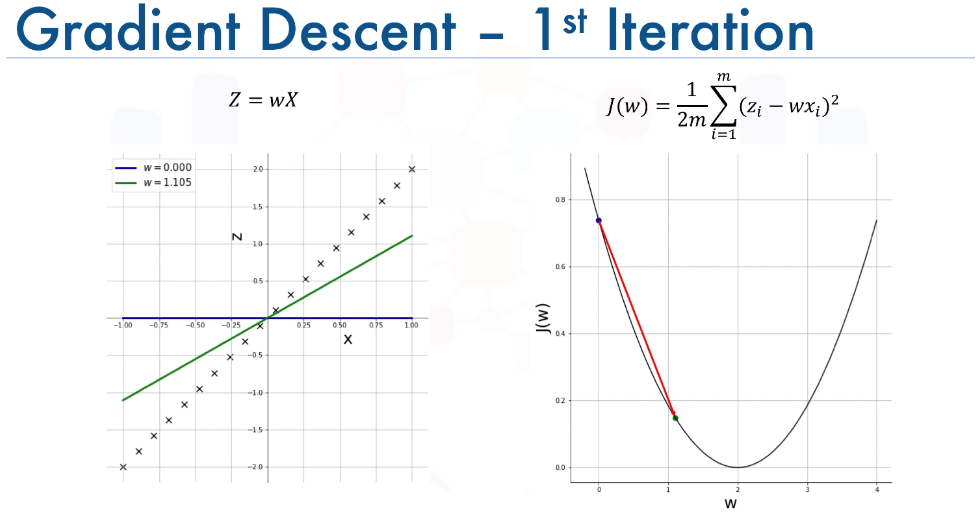 Gradient Descent – 1st Iteration
Z = wX
J(w) = \frac{1}{2m} \sum_{i=1}^{m} (z_i − wx_i)^2
w = 0.000
w = 1.105
Z
2.0
1.5
1.0
0.5
−1.00 −0.75 −0.50 −0.25 0.25 0.50 0.75 1.00
X
−0.5
−1.0
−1.5
−2.0
J(w)
0.8
0.6
0.4
0.2
0.0
0 1 2 3 4
w